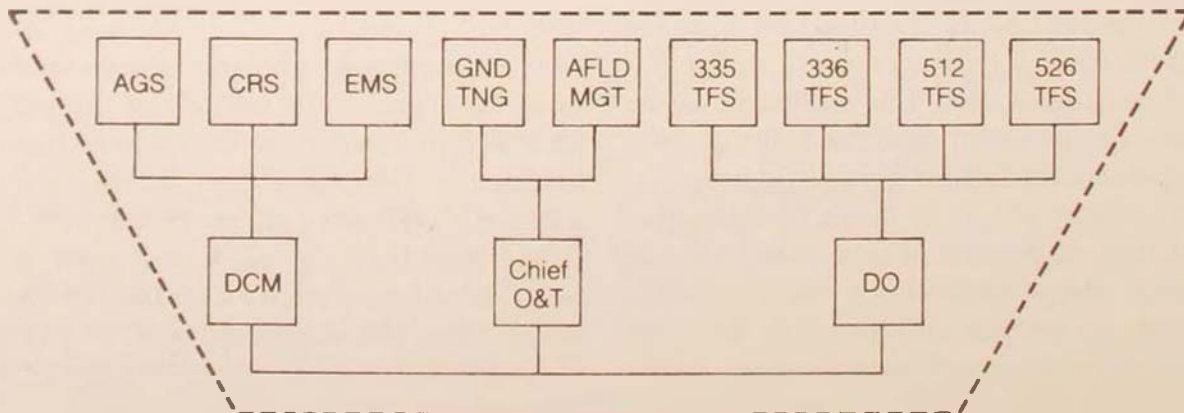 AGS
CRS
EMS
GND
TNG
AFLD
MGT
335
TFS
336
TFS
512
TFS
526
TFS
DCM
Chief
O&T
DO